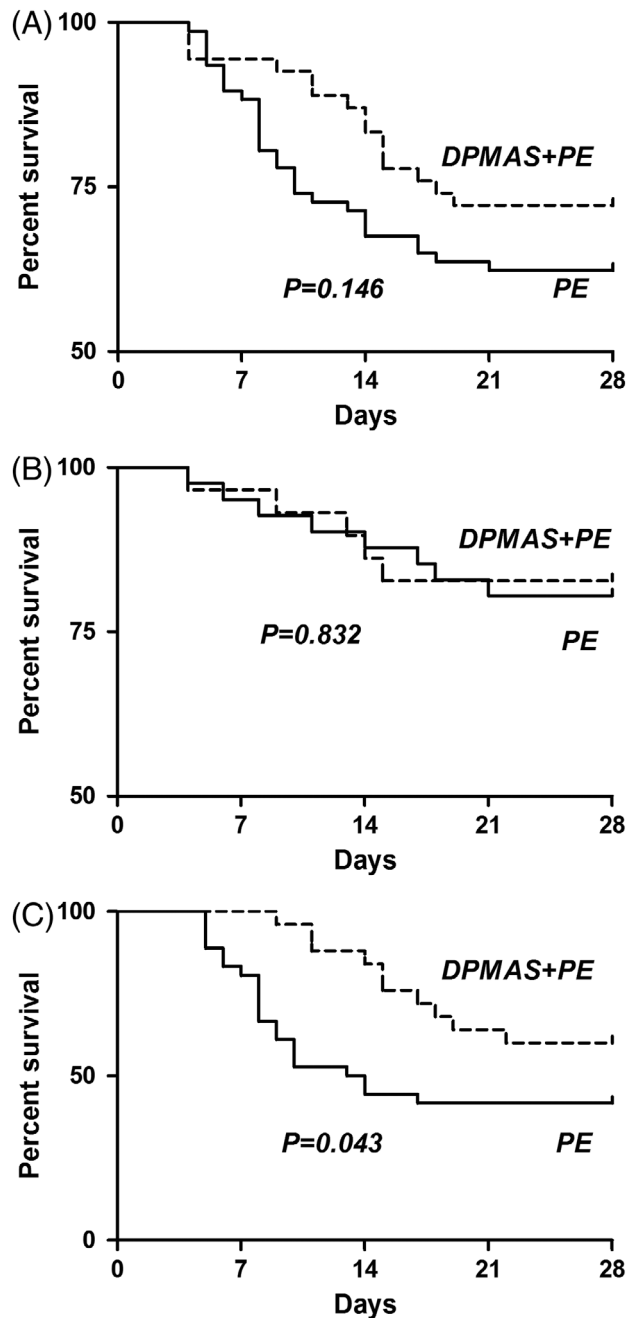 (A)
100
75
50
Percent survival
DPMAS+PE
P=0.146
PE
0 7 14 21 28
Days
(B)
100
75
50
Percent survival
DPMAS+PE
P=0.832
PE
0 7 14 21 28
Days
(C)
100
50
0
Percent survival
DPMAS+PE
P=0.043
PE
0 7 14 21 28
Days